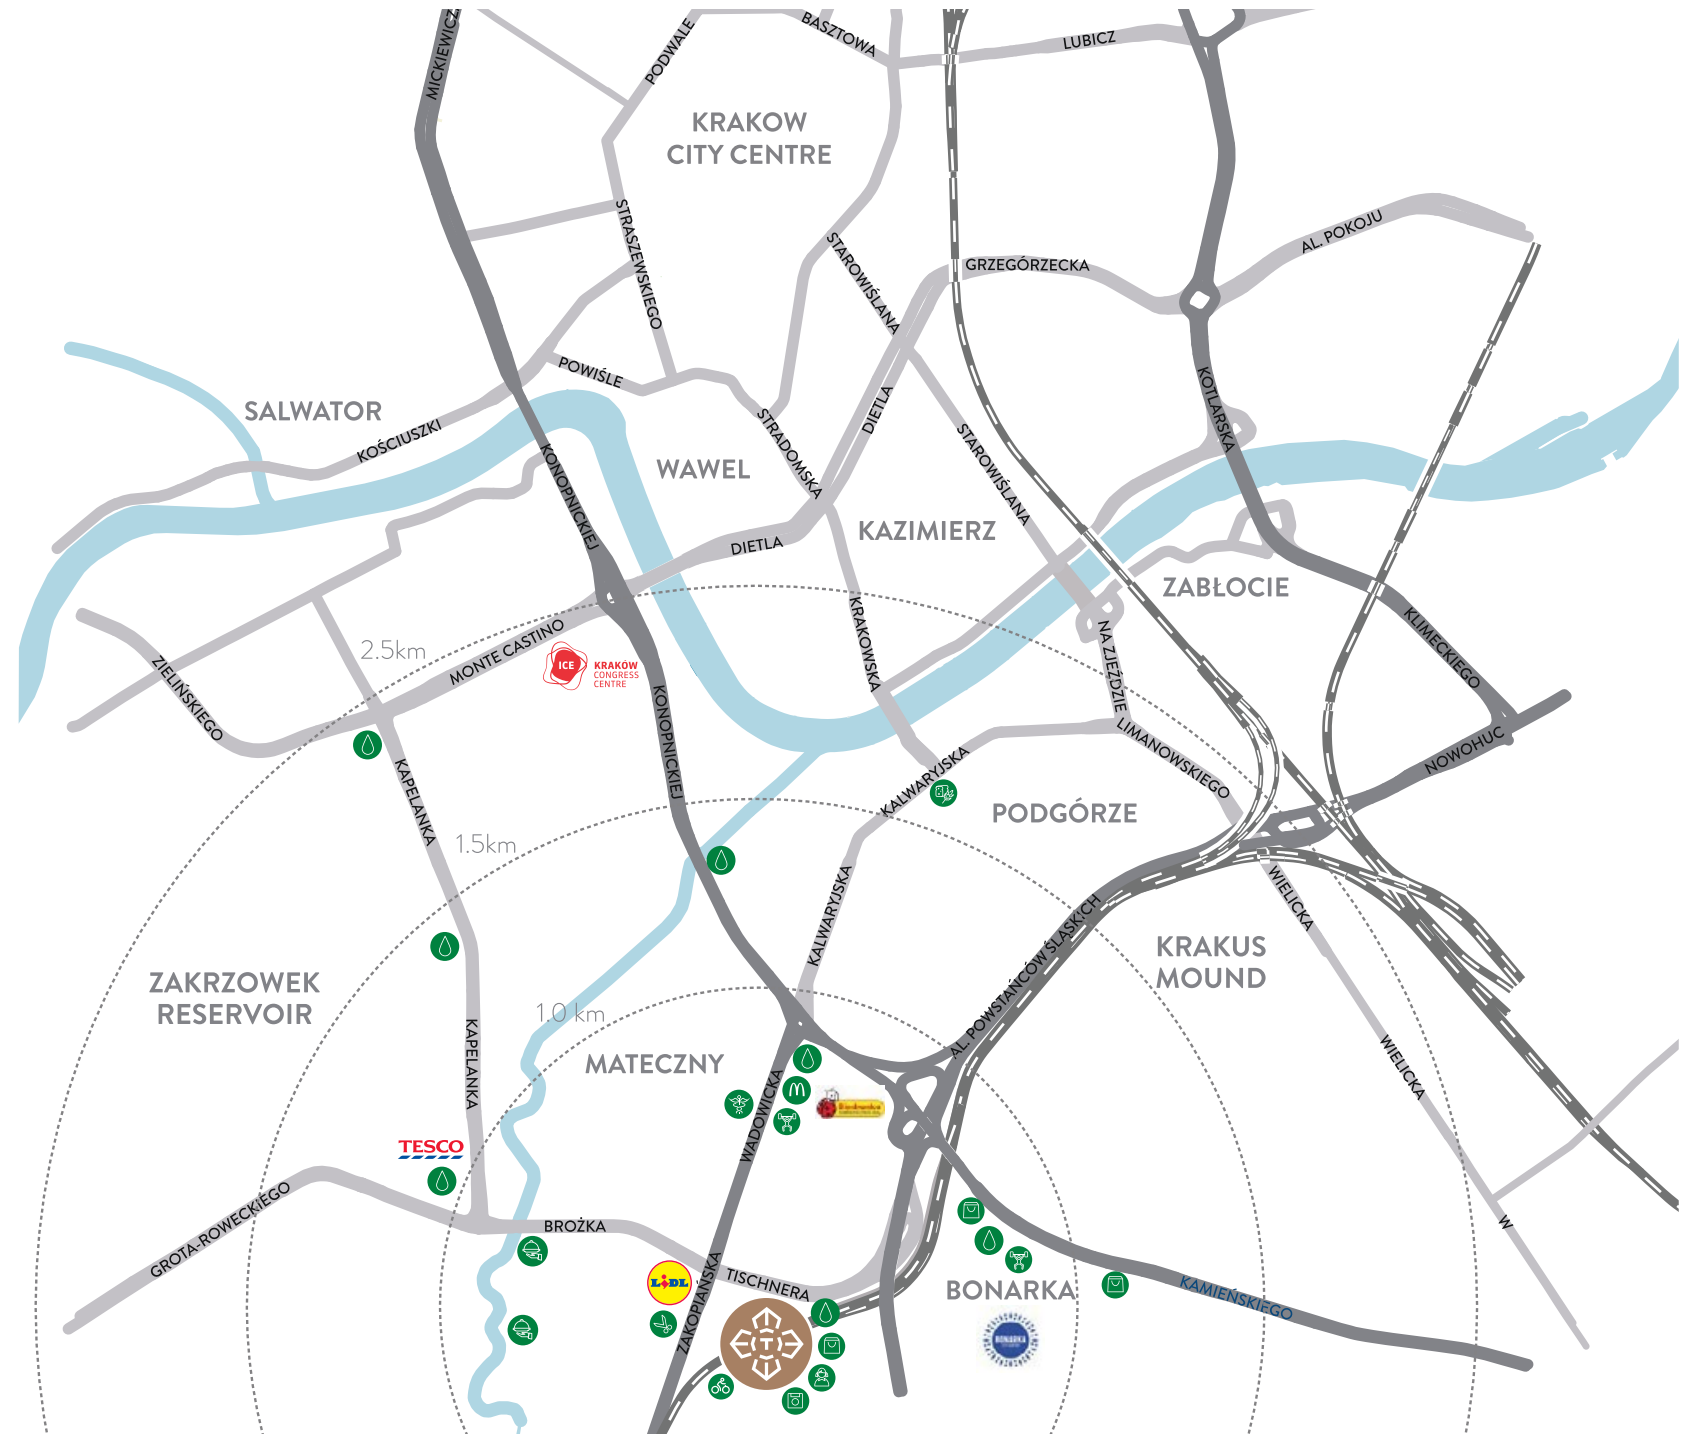 MICKIEWICZ
PODWALE
BASZTOWA
LUBICZ
KRAKOW
CITY CENTRE
STRASZEWSKIEGO
STAROWIŚLANA
GRZEGÓRZECKA
AL. POKOJU
POWIŚLE
SALWATOR
KOŚCIUSZKI
DIETLA
KOTLARSKA
WAWEL
STRADOMSKA
STAROWIŚLANA
KONOPNICKIEJ
KAZIMIERZ
DIETLA
ZABŁOCIE
KLIMECKIEGO
2.5km
MONTE CASTINO
ICE
KRAKÓW
CONGRESS
CENTRE
KRAKOWSKA
NA ZJEŹDZIE
ZIELIŃSKIEGO
KONOPNICKIEJ
LIMANOWSKIEGO
NOWOHUC
KAPELANKA
KALWARYJSKA
PODGÓRZE
1.5km
KALWARYJSKA
WIELICKA
AL. POWSTAŃCÓW ŚLĄSKICH
KRAKUS
MOUND
ZAKRZOWEK
RESERVOIR
1.0 km
KAPELANKA
MATECZNY
WADOWICKA
Biedronka
WIELICKA
TESCO
GROTA-ROWECKIEGO
BROŻKA
W
LIDL
ZAKOPIAŃSKA
TISCHNERA
BONARKA
KAMIEŃSKIEGO
T
BONARKA